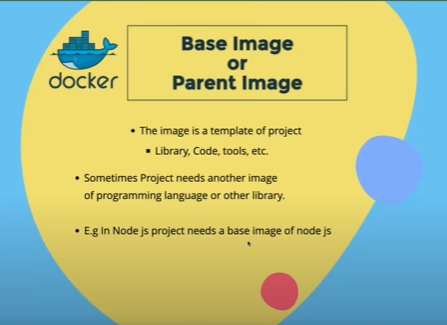 docker
Base Image
or
Parent Image
The image is a template of project
Library, Code, tools, etc.
Sometimes Project needs another image
of programming language or other library.
E.g In Node js project needs a base image of node js